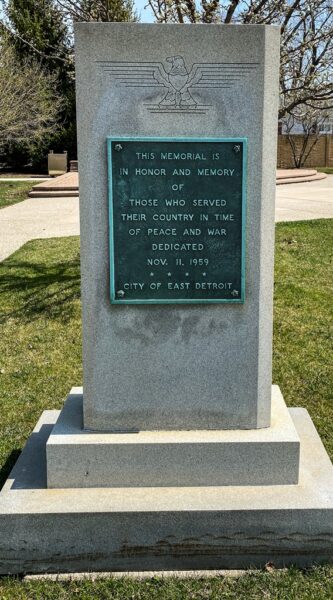 THIS MEMORIAL IS
IN HONOR AND MEMORY
OF
THOSE WHO SERVED
THEIR COUNTRY IN TIME
OF PEACE AND WAR
DEDICATED
NOV. 11, 1959
★ ★ ★ ★
CITY OF EAST DETROIT